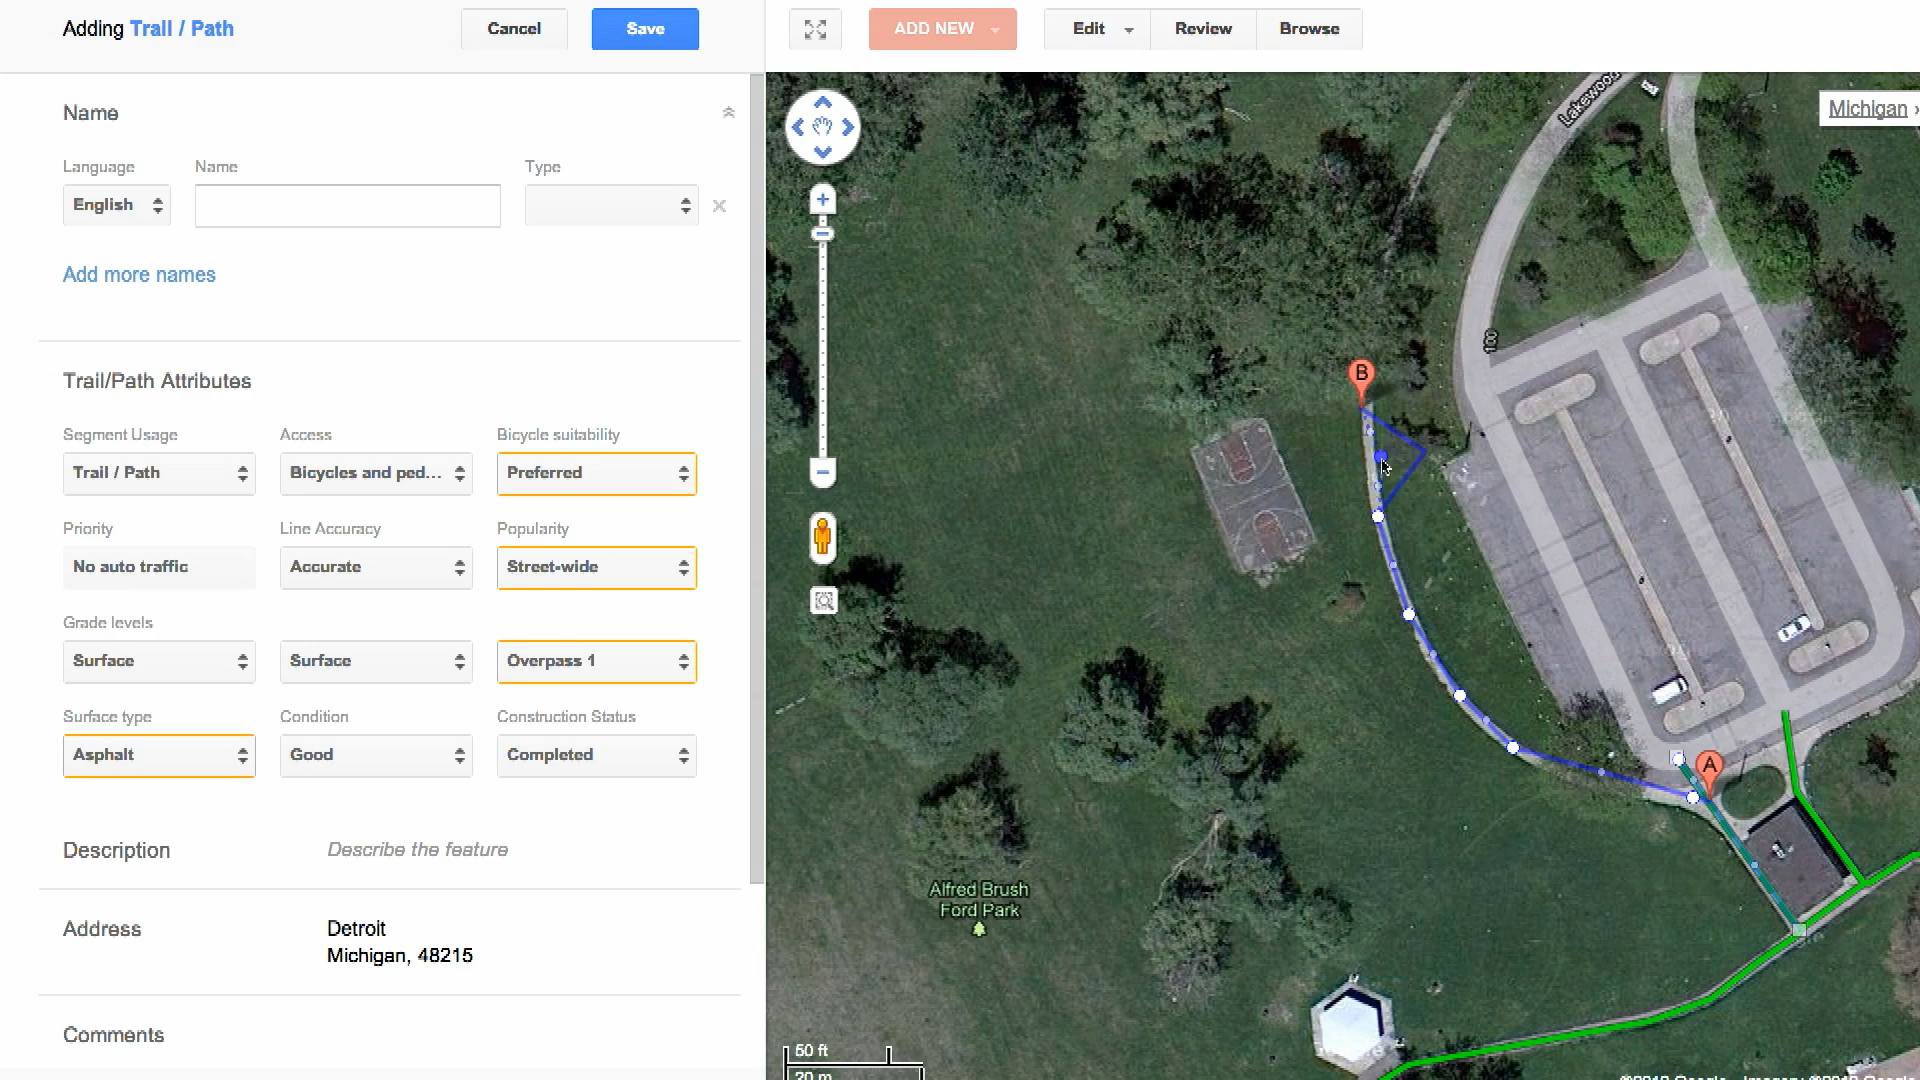 Adding Trail / Path
Cancel
Save
ADD NEW
Edit
Review
Browse
Name
Language
Name
Type
English
Add more names
Trail/Path Attributes
Segment Usage
Access
Bicycle suitability
Trail / Path
Bicycles and ped...
Preferred
Priority
Line Accuracy
Popularity
No auto traffic
Accurate
Street-wide
Grade levels
Surface
Surface
Overpass 1
Surface type
Condition
Construction Status
Asphalt
Good
Completed
Description
Describe the feature
Address
Detroit
Michigan, 48215
Comments
Lakewood
Michigan ›
100
B
A
Alfred Brush
Ford Park
50 ft
20 m